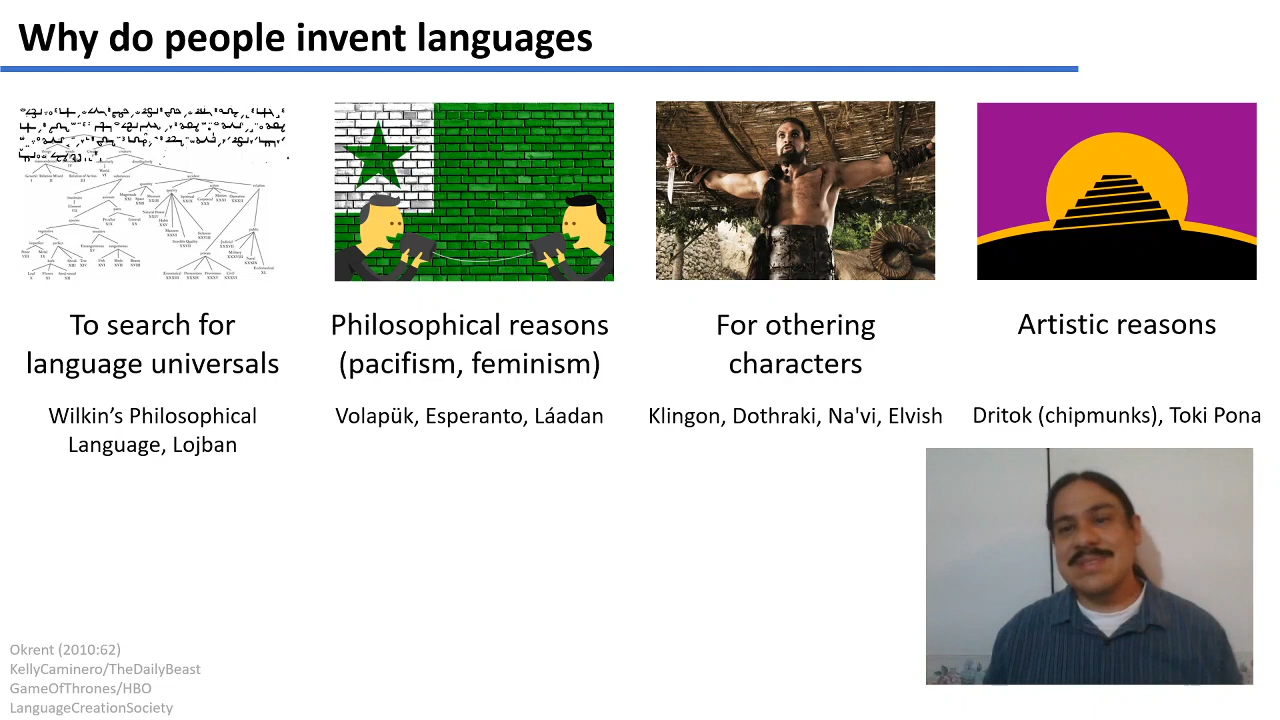 Why do people invent languages
To search for
language universals
Wilkin’s Philosophical
Language, Lojban
Philosophical reasons
(pacifism, feminism)
Volapük, Esperanto, Láadan
For othering
characters
Klingon, Dothraki, Na'vi, Elvish
Artistic reasons
Dritok (chipmunks), Toki Pona
Okrent (2010:62)
KellyCaminero/TheDailyBeast
GameOfThrones/HBO
LanguageCreationSociety